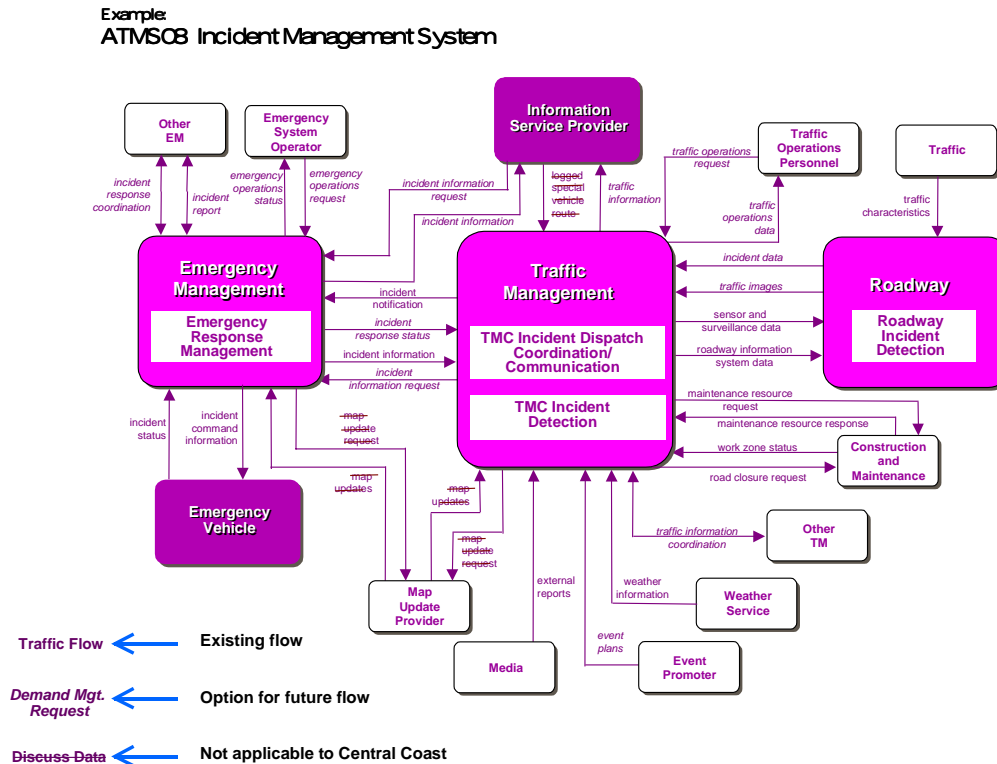 Example:
ATMS08 Incident Management System
Other
EM
Emergency
System
Operator
Information
Service Provider
Traffic
Operations
Personnel
Traffic
incident
response
coordination
incident
report
emergency
operations
status
emergency
operations
request
incident information
request
incident information
logged
special
vehicle
route
traffic
information
traffic operations
request
traffic
operations
data
traffic
characteristics
Emergency
Management
Emergency
Response
Management
incident
notification
incident
response status
incident information
incident
information request
Traffic
Management
TMC Incident Dispatch
Coordination/
Communication
TMC Incident
Detection
incident data
traffic images
sensor and
surveillance data
roadway information
system data
Roadway
Roadway
Incident
Detection
maintenance resource
request
maintenance resource response
work zone status
road closure request
Construction
and
Maintenance
incident
status
incident
command
information
map
update
request
map
updates
map
updates
map
update
request
Emergency
Vehicle
Map
Update
Provider
external
reports
Media
event
plans
Event
Promoter
weather
information
Weather
Service
traffic information
coordination
Other
TM
Traffic Flow
Existing flow
Demand Mgt.
Request
Option for future flow
Discuss Data
Not applicable to Central Coast